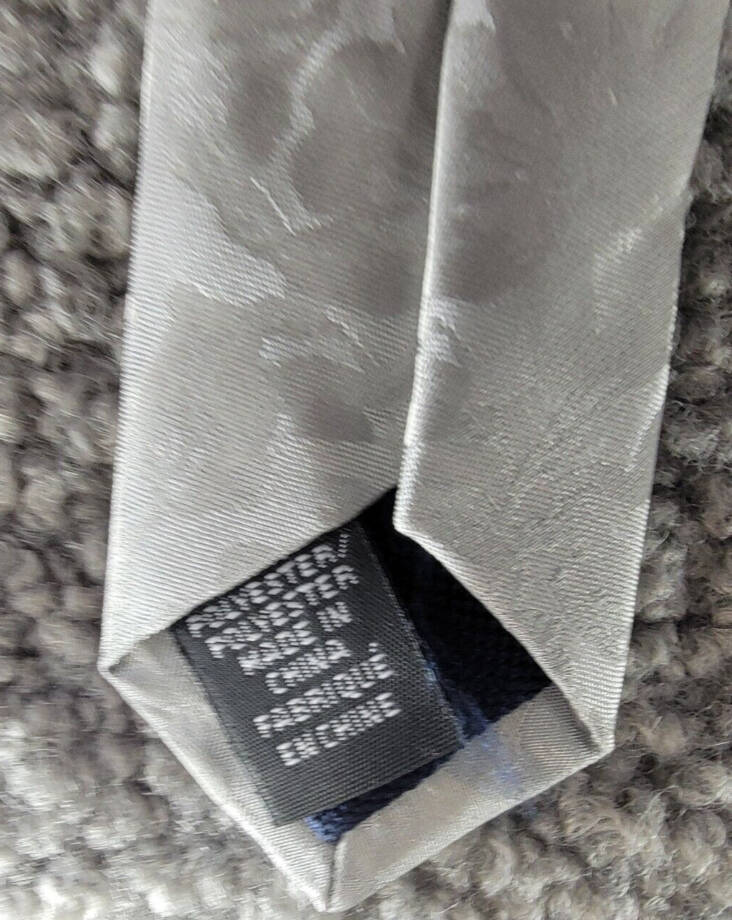 POLYESTER/
POLYESTER
MADE IN
CHINA
FABRIQUÉ
EN CHINE